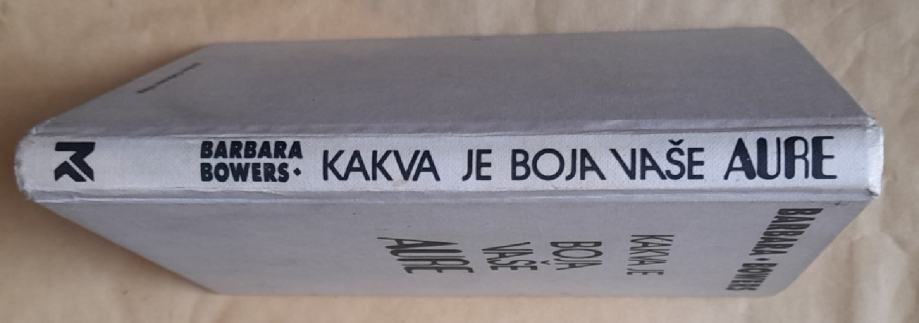 BARBARA
BOWERS·
KAKVA JE BOJA VAŠE AURE
BARBARA • BOWERS
KAKVA JE
BOJA
VAŠE
AURE